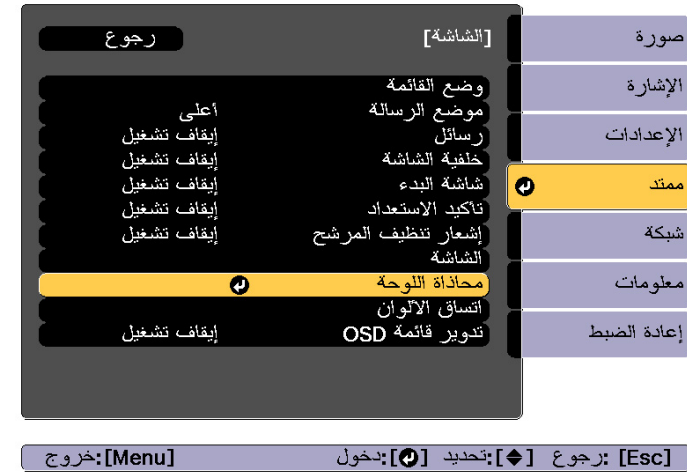 صورة
الإشارة
الإعدادات
ممتد
شبكة
معلومات
إعادة الضبط
[الشاشة] رجوع
وضع القائمة
موضع الرسالة أعلى
رسائل إيقاف تشغيل
خلفية الشاشة إيقاف تشغيل
شاشة البدء إيقاف تشغيل
تأكيد الاستعداد إيقاف تشغيل
إشعار تنظيف المرشح إيقاف تشغيل
الشاشة
محاذاة اللوحة
اتساق الألوان
تدوير قائمة OSD إيقاف تشغيل
[Esc] :رجوع [◆]:تحديد [↵]:دخول [Menu]:خروج